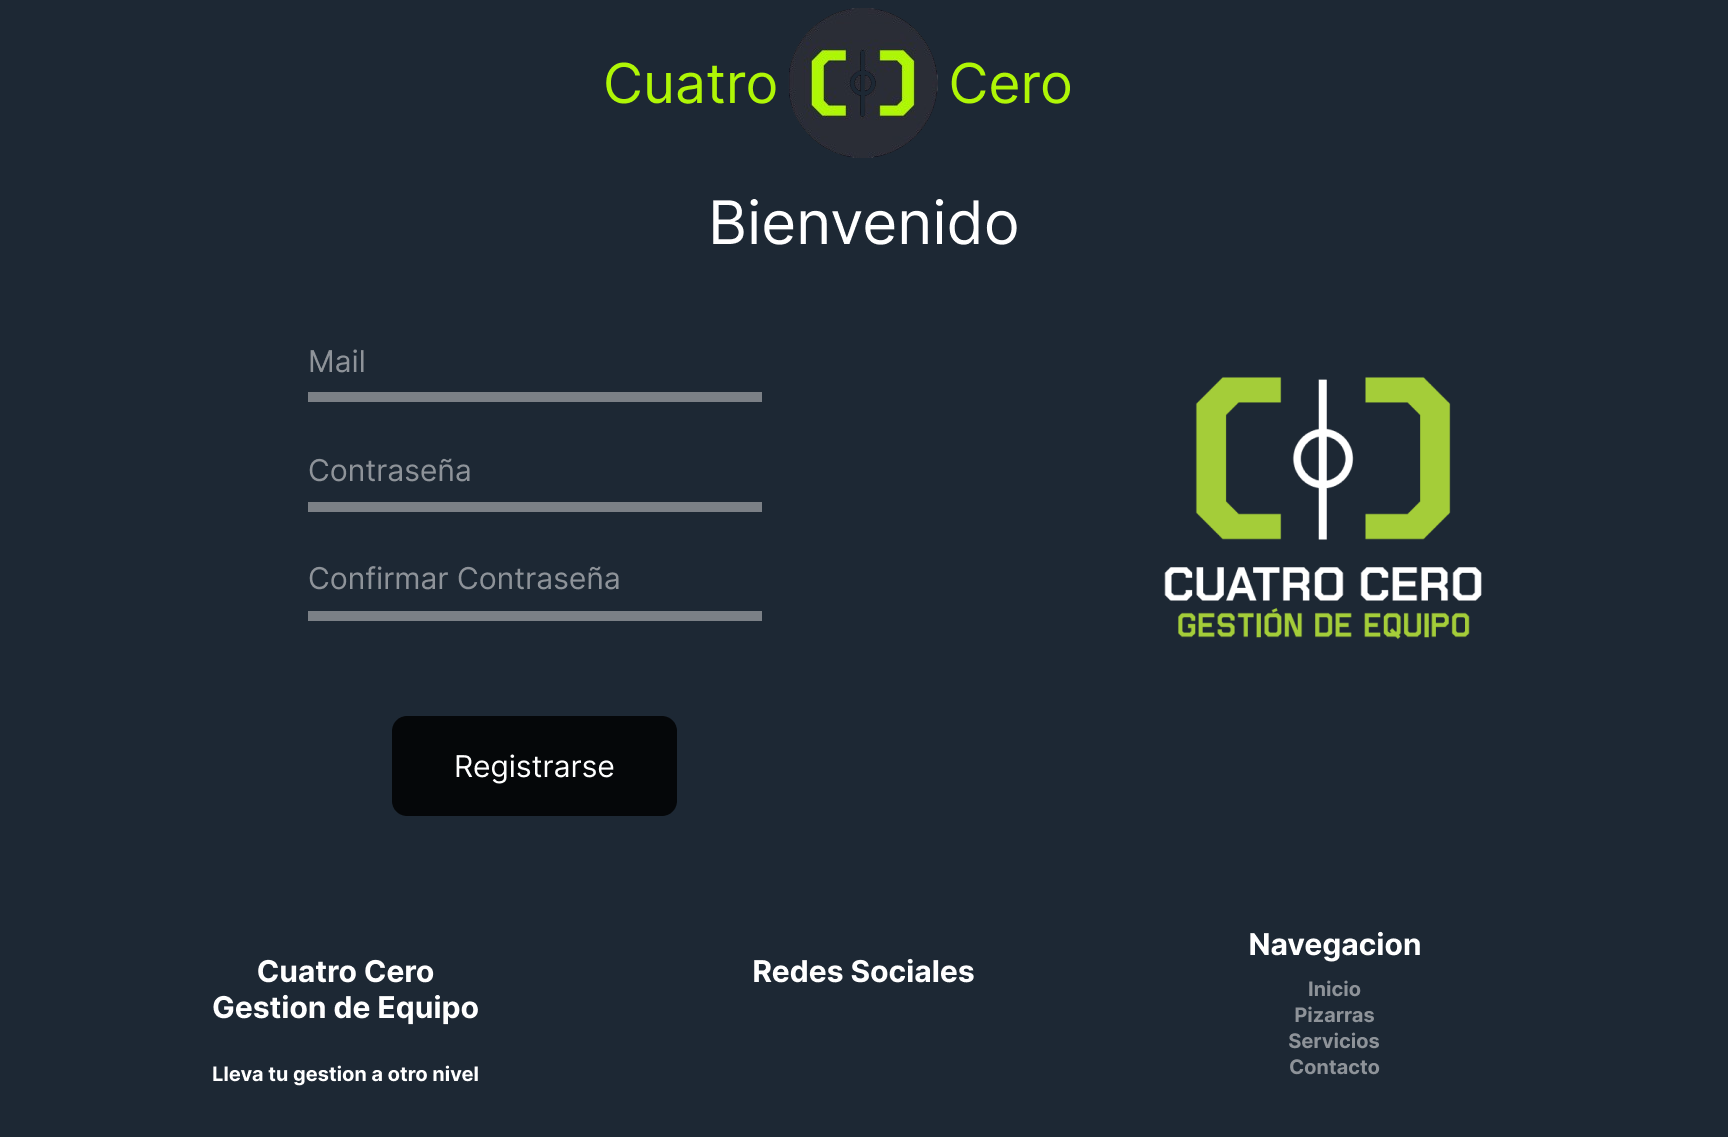 Cuatro Cero
Bienvenido
Mail
Contraseña
Confirmar Contraseña
Registrarse
CUATRO CERO
GESTIÓN DE EQUIPO
Cuatro Cero
Gestion de Equipo
Lleva tu gestion a otro nivel
Redes Sociales
Navegacion
Inicio
Pizarras
Servicios
Contacto